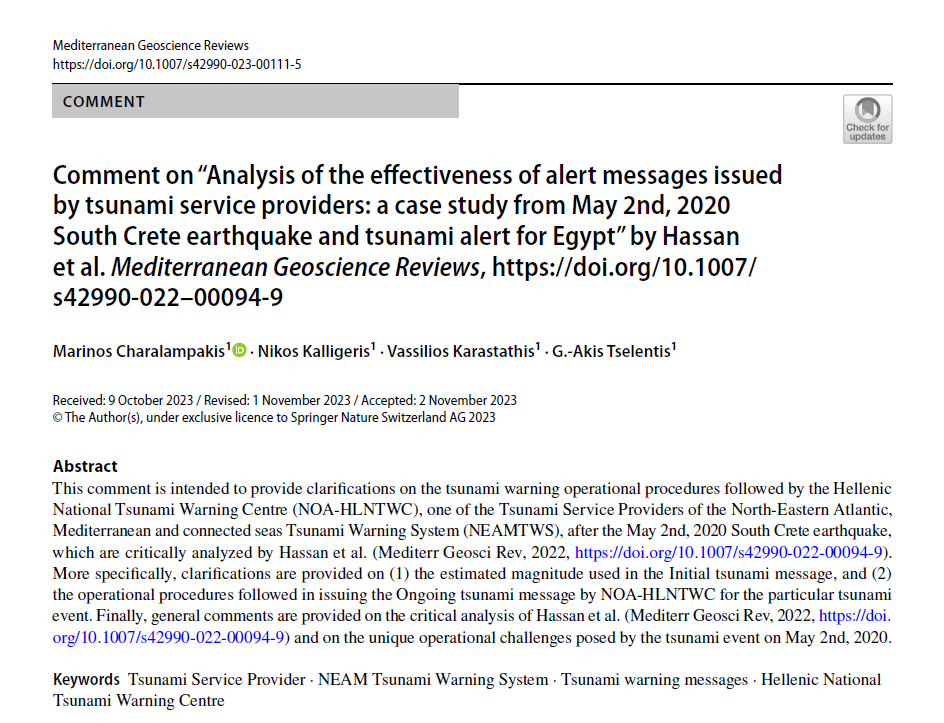 Mediterranean Geoscience Reviews
https://doi.org/10.1007/s42990-023-00111-5
COMMENT
Check for
updates
Comment on “Analysis of the effectiveness of alert messages issued
by tsunami service providers: a case study from May 2nd, 2020
South Crete earthquake and tsunami alert for Egypt” by Hassan
et al. Mediterranean Geoscience Reviews, https://doi.org/10.1007/
s42990-022–00094-9
Marinos Charalampakis1 iD · Nikos Kalligeris1 · Vassilios Karastathis1 · G.-Akis Tselentis1
Received: 9 October 2023 / Revised: 1 November 2023 / Accepted: 2 November 2023
© The Author(s), under exclusive licence to Springer Nature Switzerland AG 2023
Abstract
This comment is intended to provide clarifications on the tsunami warning operational procedures followed by the Hellenic
National Tsunami Warning Centre (NOA-HLNTWC), one of the Tsunami Service Providers of the North-Eastern Atlantic,
Mediterranean and connected seas Tsunami Warning System (NEAMTWS), after the May 2nd, 2020 South Crete earthquake,
which are critically analyzed by Hassan et al. (Mediterr Geosci Rev, 2022, https://doi.org/10.1007/s42990-022-00094-9).
More specifically, clarifications are provided on (1) the estimated magnitude used in the Initial tsunami message, and (2)
the operational procedures followed in issuing the Ongoing tsunami message by NOA-HLNTWC for the particular tsunami
event. Finally, general comments are provided on the critical analysis of Hassan et al. (Mediterr Geosci Rev, 2022, https://doi.
org/10.1007/s42990-022-00094-9) and on the unique operational challenges posed by the tsunami event on May 2nd, 2020.
Keywords Tsunami Service Provider · NEAM Tsunami Warning System · Tsunami warning messages · Hellenic National
Tsunami Warning Centre